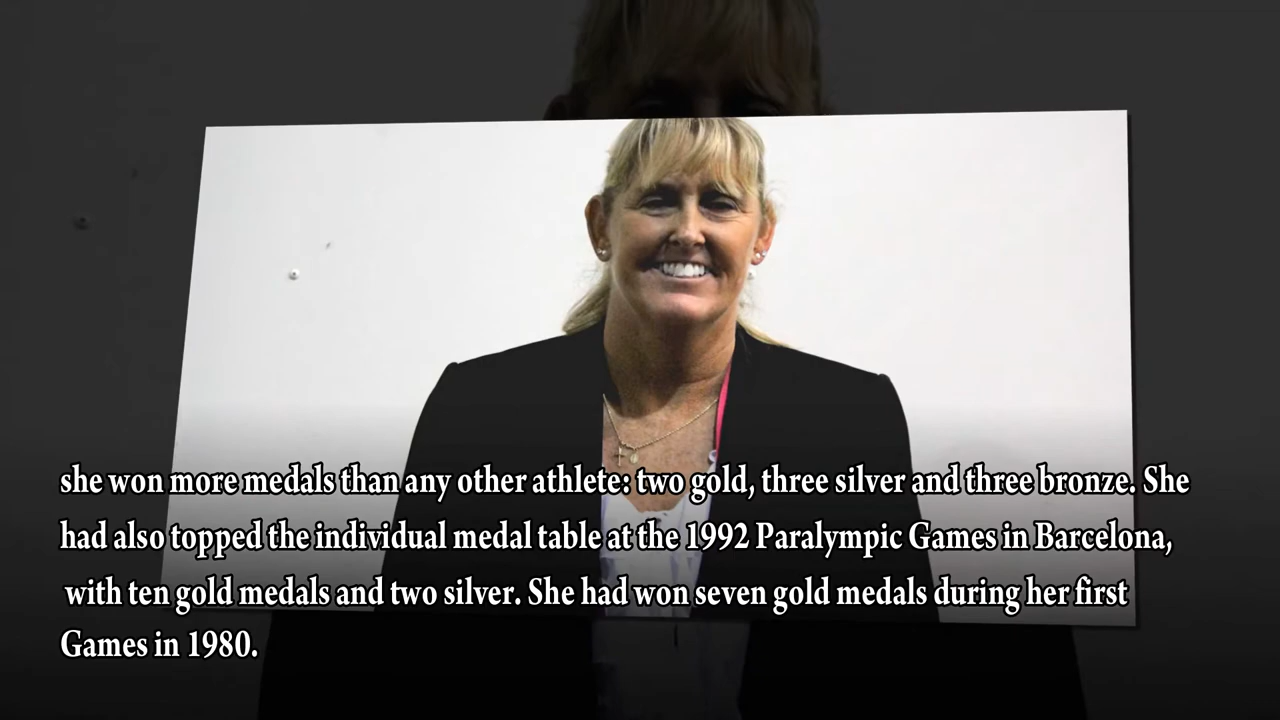 she won more medals than any other athlete: two gold, three silver and three bronze. She
had also topped the individual medal table at the 1992 Paralympic Games in Barcelona,
with ten gold medals and two silver. She had won seven gold medals during her first
Games in 1980.